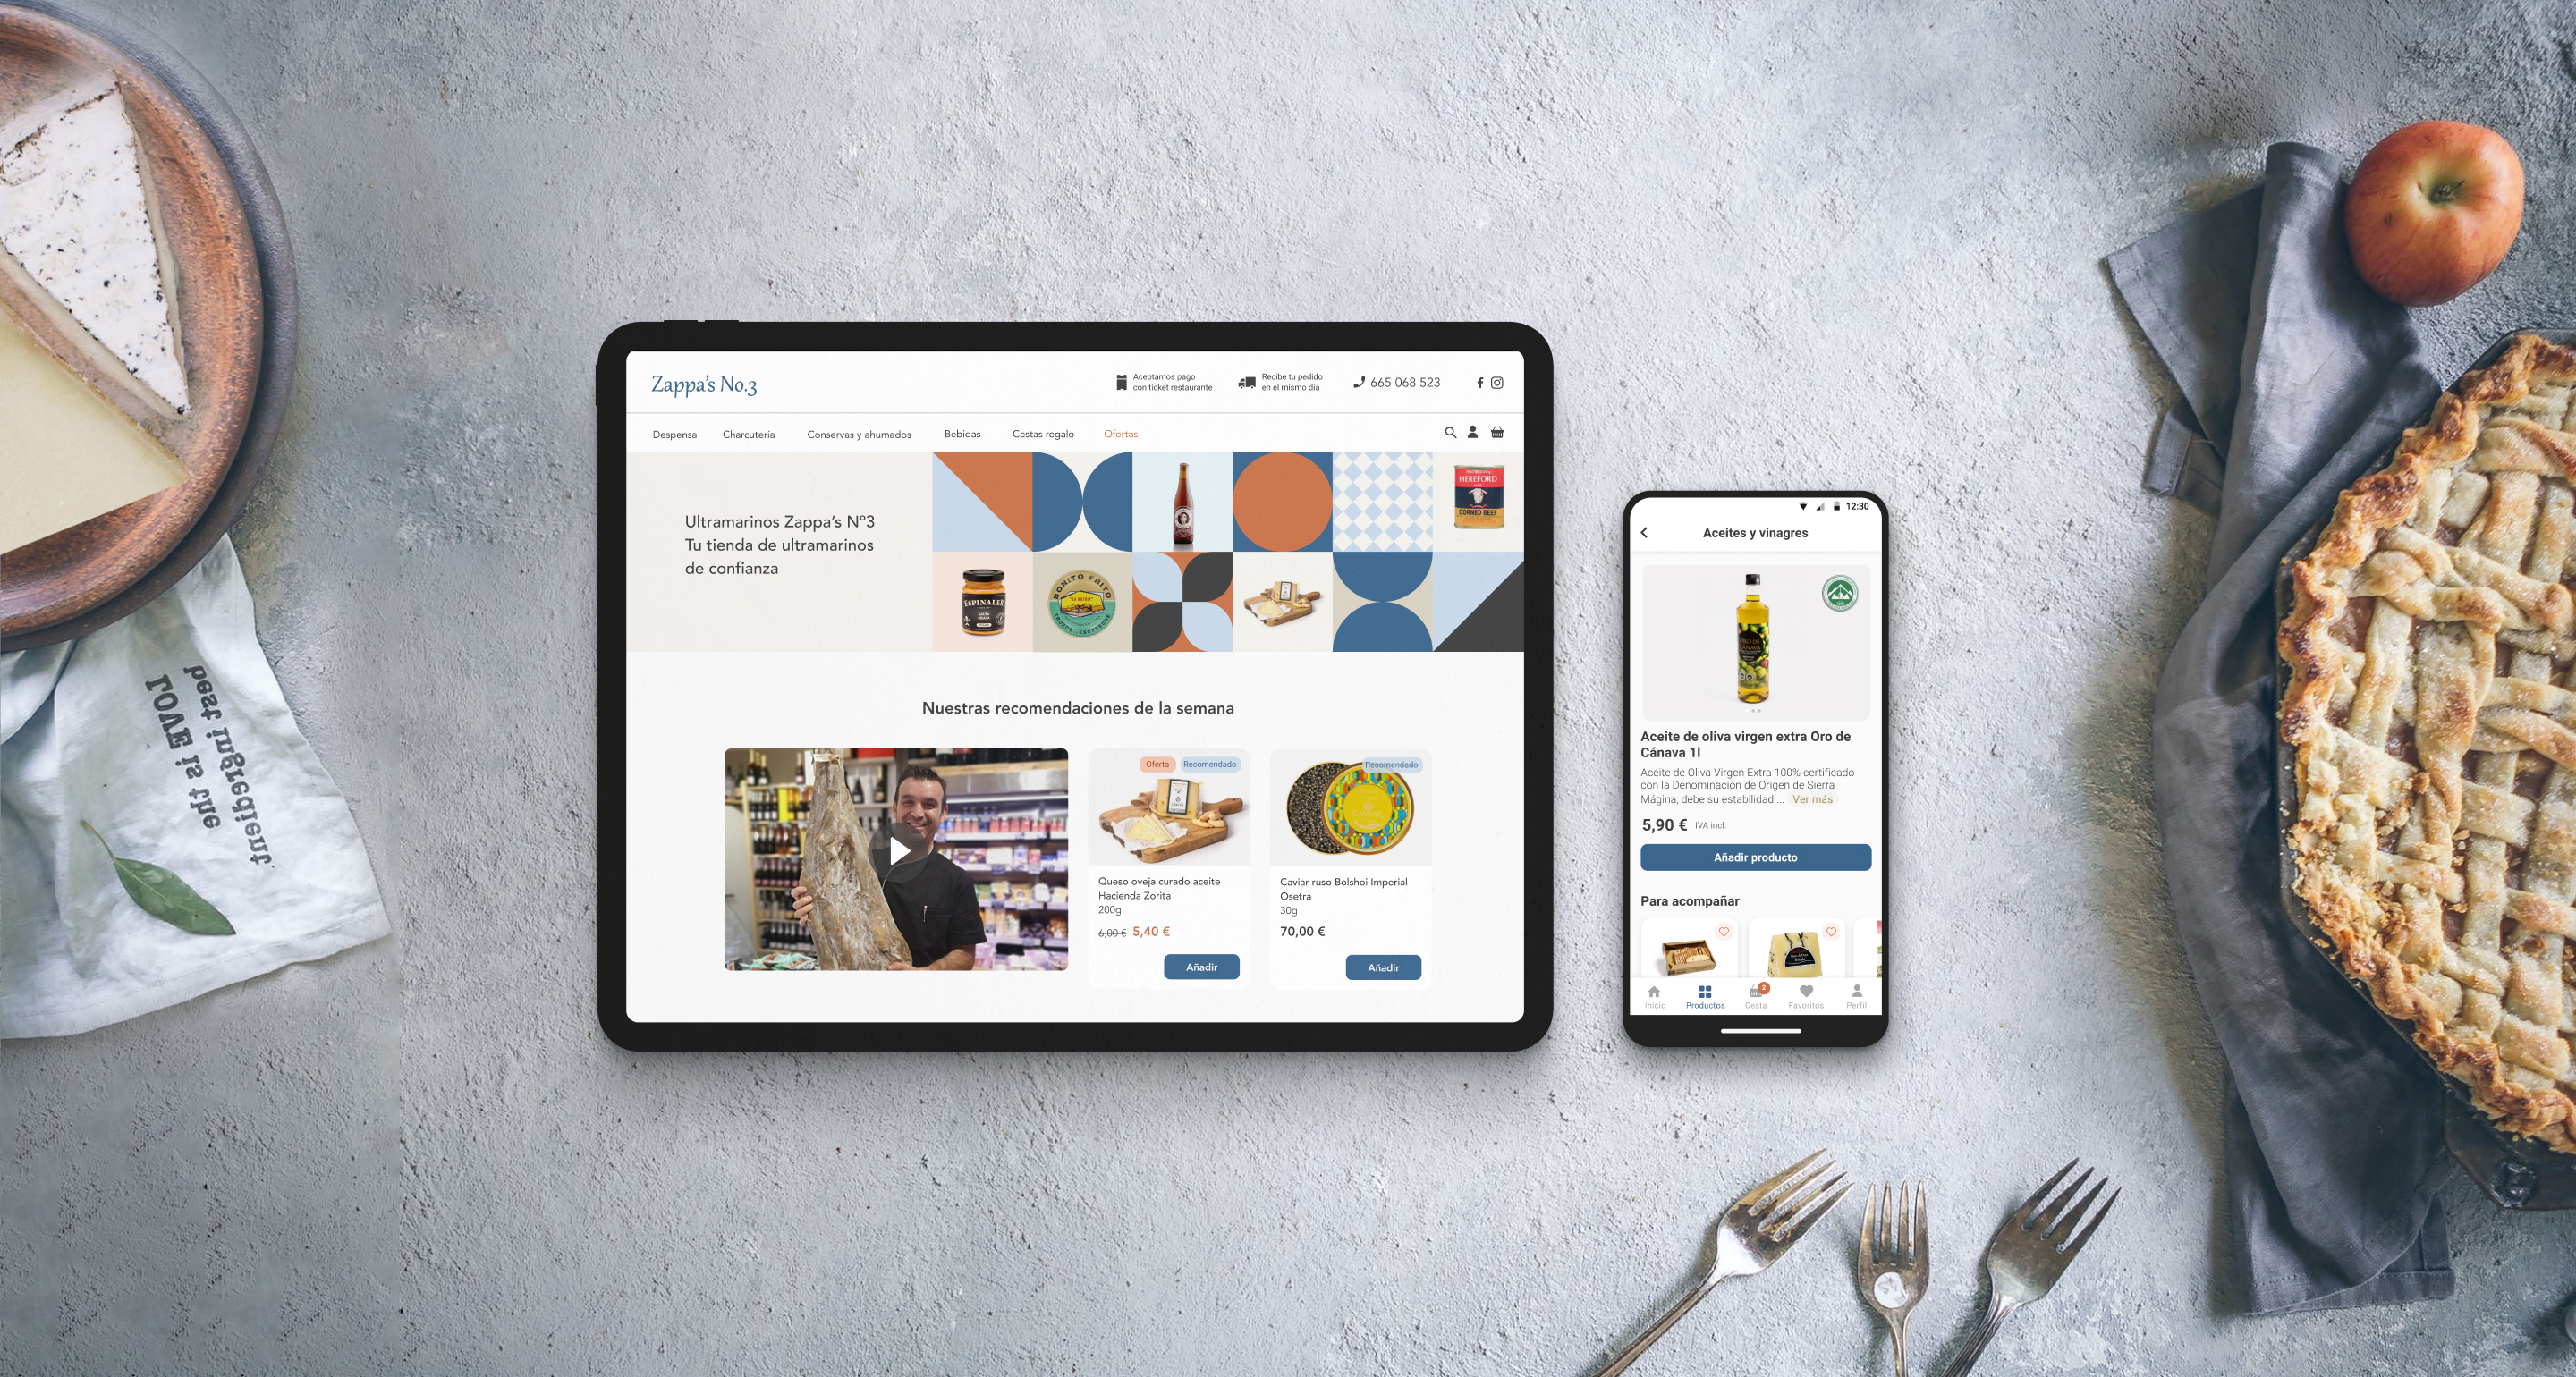 Zappa's No.3
Aceptamos pago
con ticket restaurante
Recibe tu pedido
en el mismo día
665 068 523
Despensa
Charcutería
Conservas y ahumados
Bebidas
Cestas regalo
Ofertas
Ultramarinos Zappa's Nº3
Tu tienda de ultramarinos
de confianza
HEREFORD
CORNED BEEF
ESPINALER
BONITO FRITO
Nuestras recomendaciones de la semana
Oferta
Recomendado
Queso oveja curado aceite
Hacienda Zorita
200g
6,00 € 5,40 €
Añadir
Recomendado
Caviar ruso Bolshoi Imperial
Osetra
30g
70,00 €
Añadir
12:30
Aceites y vinagres
ORO DE
CÁNAVA
Aceite de oliva virgen extra Oro de
Cánava 1l
Aceite de Oliva Virgen Extra 100% certificado
con la Denominación de Origen de Sierra
Mágina, debe su estabilidad ... Ver más
5,90 € IVA incl.
Añadir producto
Para acompañar
2
Inicio
Productos
Cesta
Favoritos
Perfil
LOVE is the
best ingredient